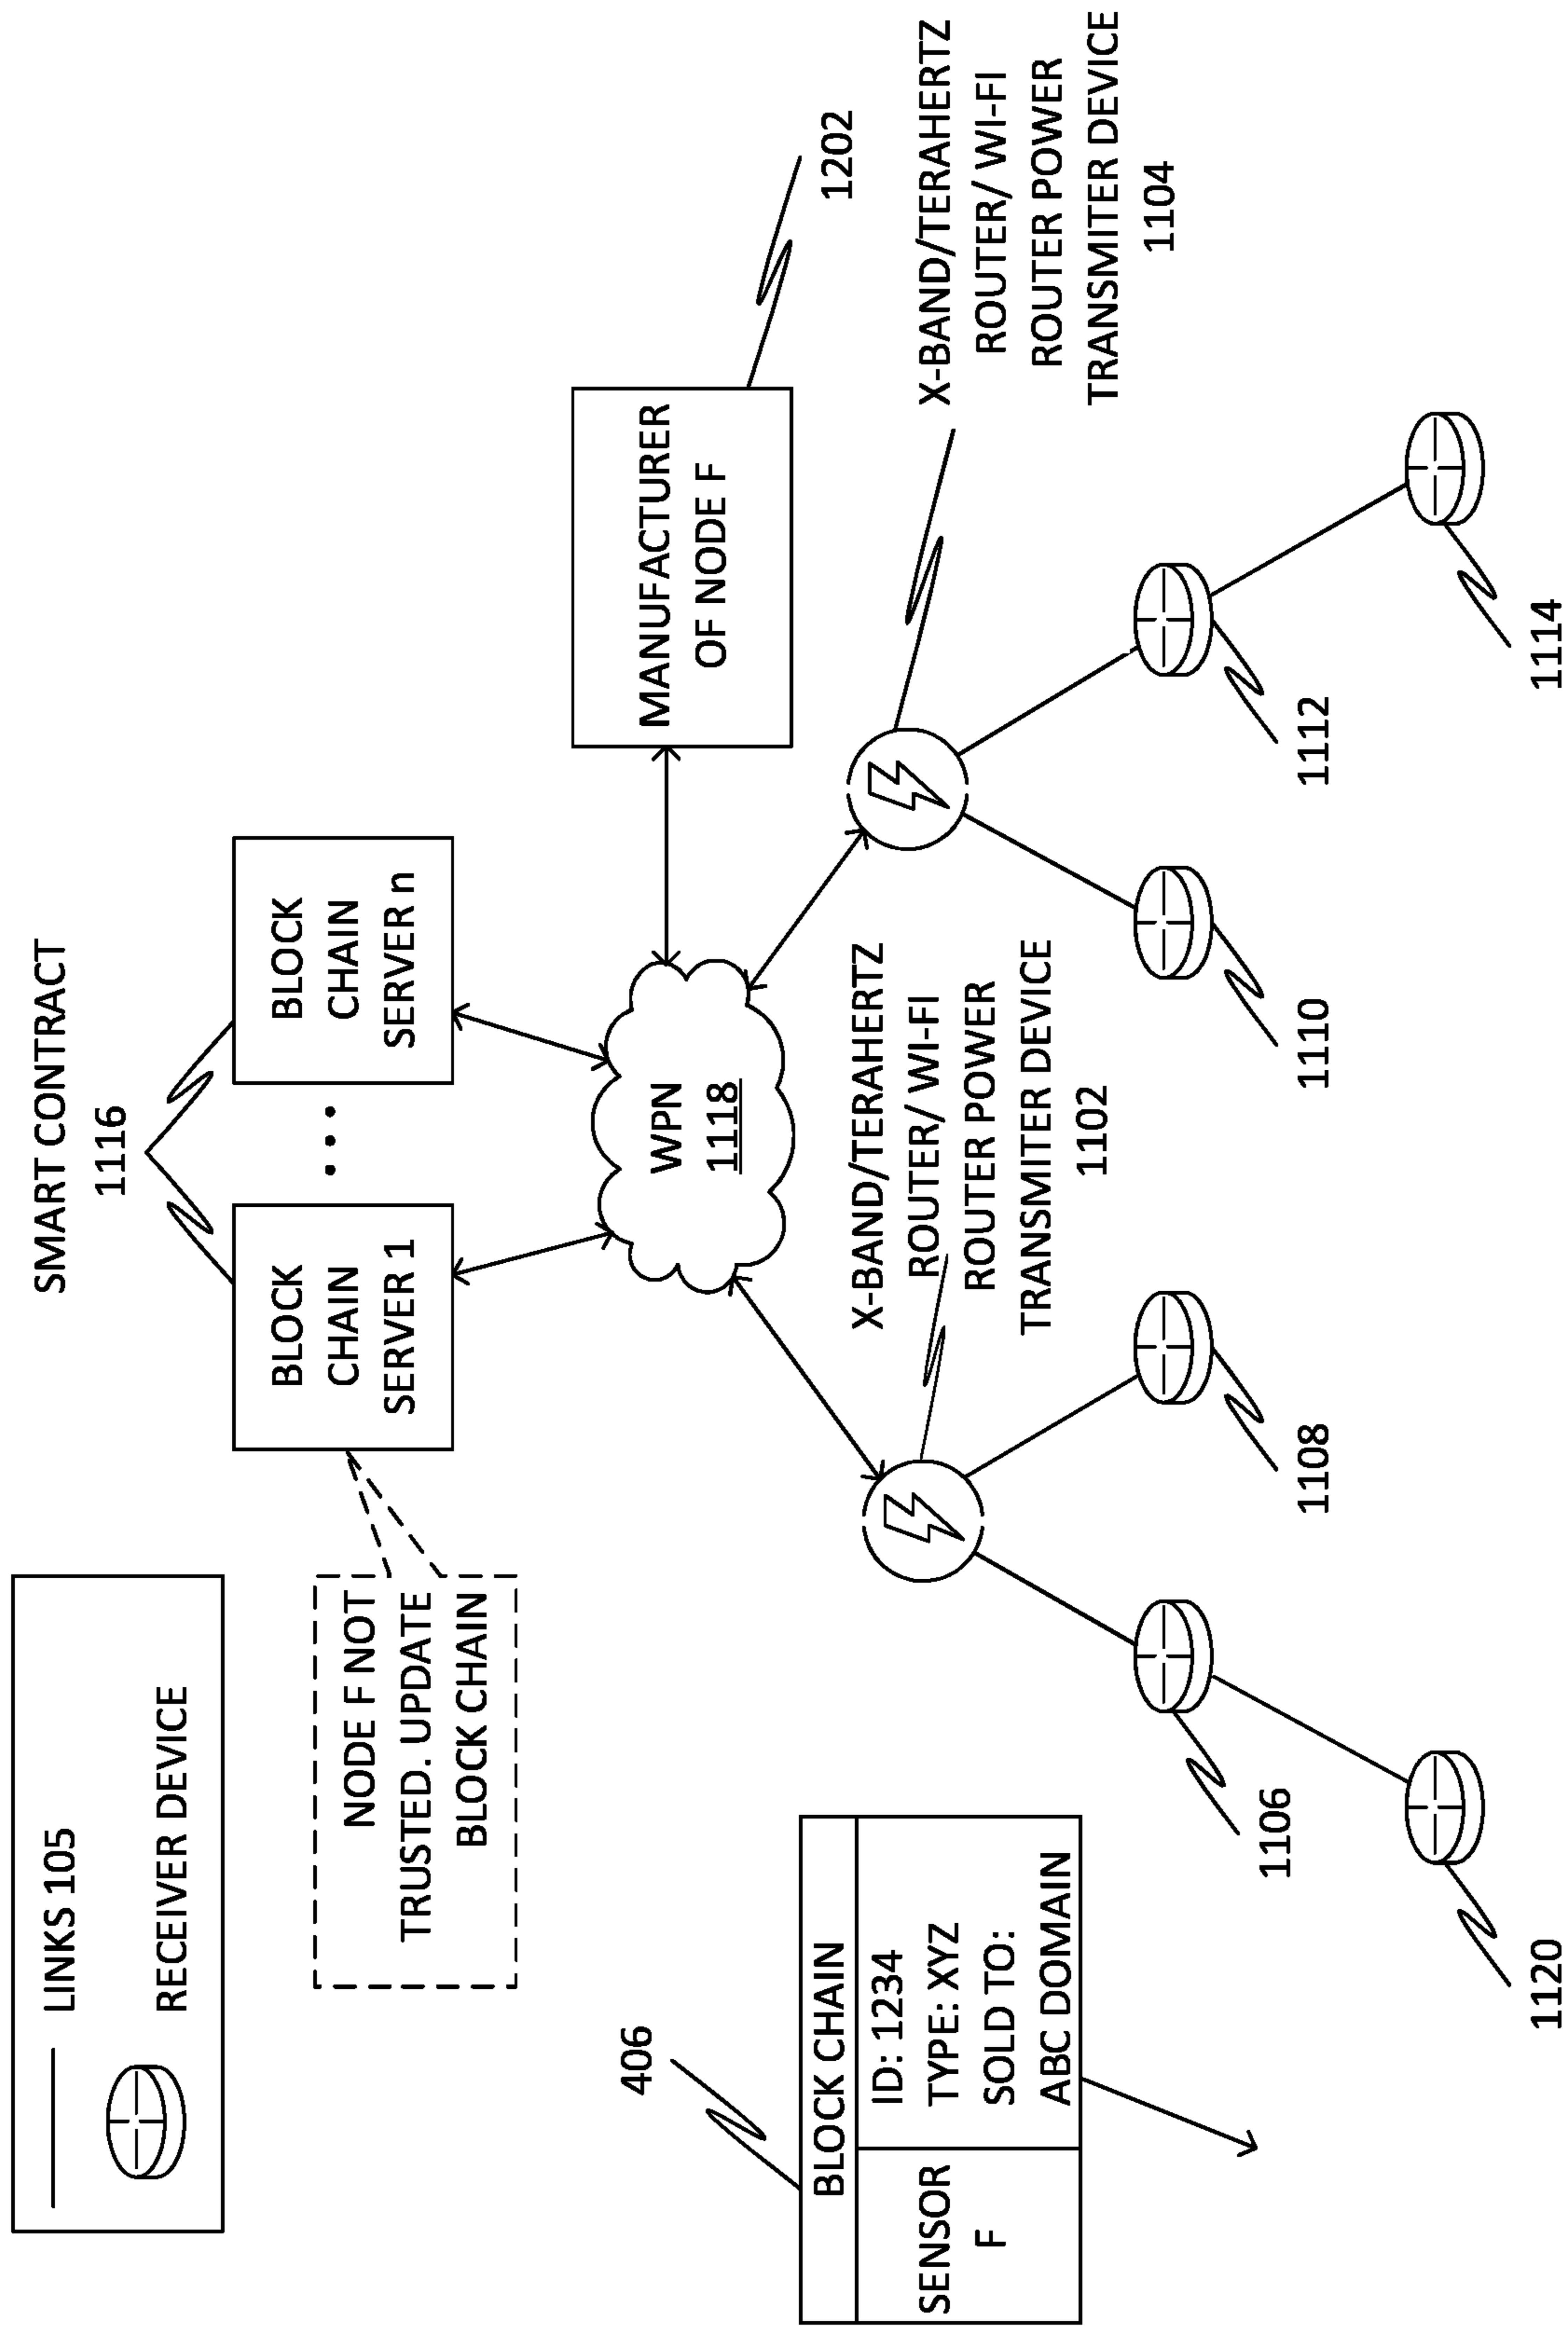 LINKS 105
RECEIVER DEVICE
SMART CONTRACT
1116
NODE F NOT
TRUSTED. UPDATE
BLOCK CHAIN
BLOCK
CHAIN
SERVER 1
BLOCK
CHAIN
SERVER n
WPN
1118
MANUFACTURER
OF NODE F
1202
406
BLOCK CHAIN
SENSOR
F
ID: 1234
TYPE: XYZ
SOLD TO:
ABC DOMAIN
X-BAND/TERAHERTZ
ROUTER/ WI-FI
ROUTER POWER
TRANSMITER DEVICE
1102
X-BAND/TERAHERTZ
ROUTER/ WI-FI
ROUTER POWER
TRANSMITER DEVICE
1104
1106
1108
1110
1112
1120
1114